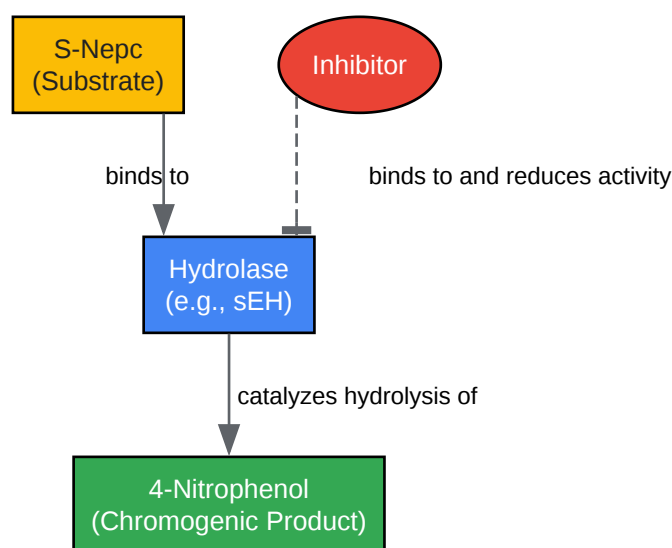 S-Nepc
(Substrate)
Inhibitor
binds to
binds to and reduces activity
Hydrolase
(e.g., sEH)
catalyzes hydrolysis of
4-Nitrophenol
(Chromogenic Product)